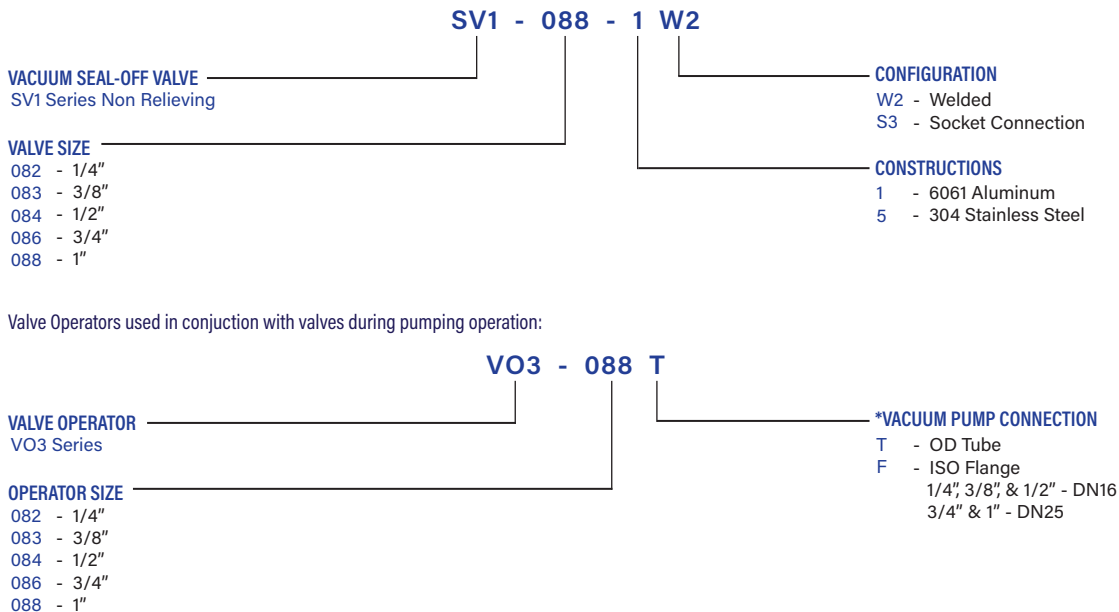 SV1 - 088 - 1 W2
VACUUM SEAL-OFF VALVE
SV1 Series Non Relieving
VALVE SIZE
082 - 1/4"
083 - 3/8"
084 - 1/2"
086 - 3/4"
088 - 1"
CONFIGURATION
W2 - Welded
S3 - Socket Connection
CONSTRUCTIONS
1 - 6061 Aluminum
5 - 304 Stainless Steel
Valve Operators used in conjuction with valves during pumping operation:
VO3 - 088 T
VALVE OPERATOR
VO3 Series
OPERATOR SIZE
082 - 1/4"
083 - 3/8"
084 - 1/2"
086 - 3/4"
088 - 1"
*VACUUM PUMP CONNECTION
T - OD Tube
F - ISO Flange
1/4", 3/8", & 1/2" - DN16
3/4" & 1" - DN25